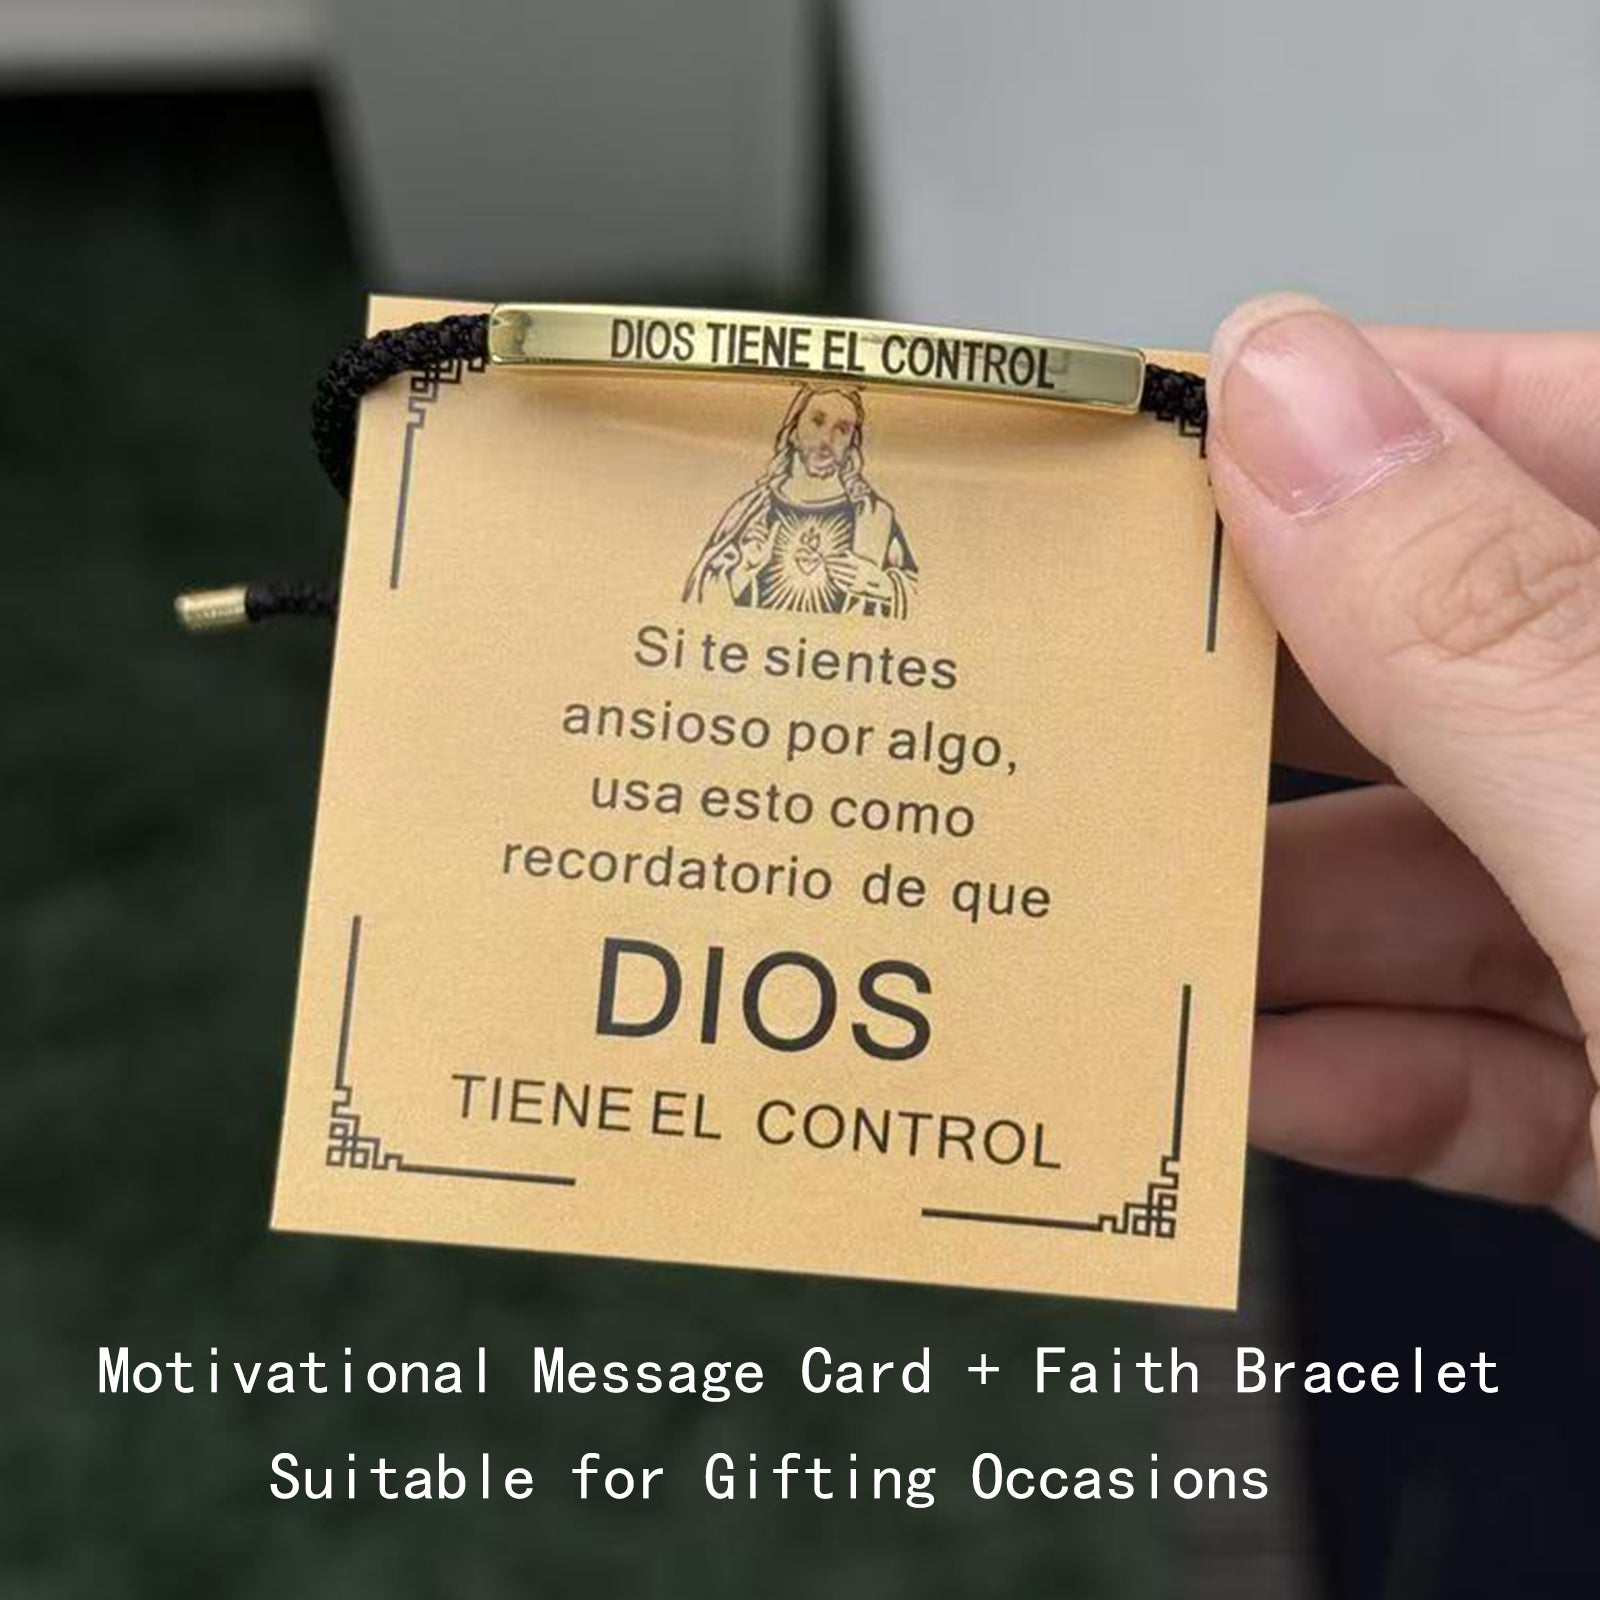 DIOS TIENE EL CONTROL
Si te sientes
ansioso por algo,
usa esto como
recordatorio de que
DIOS
TIENE EL CONTROL
Motivational Message Card + Faith Bracelet
Suitable for Gifting Occasions